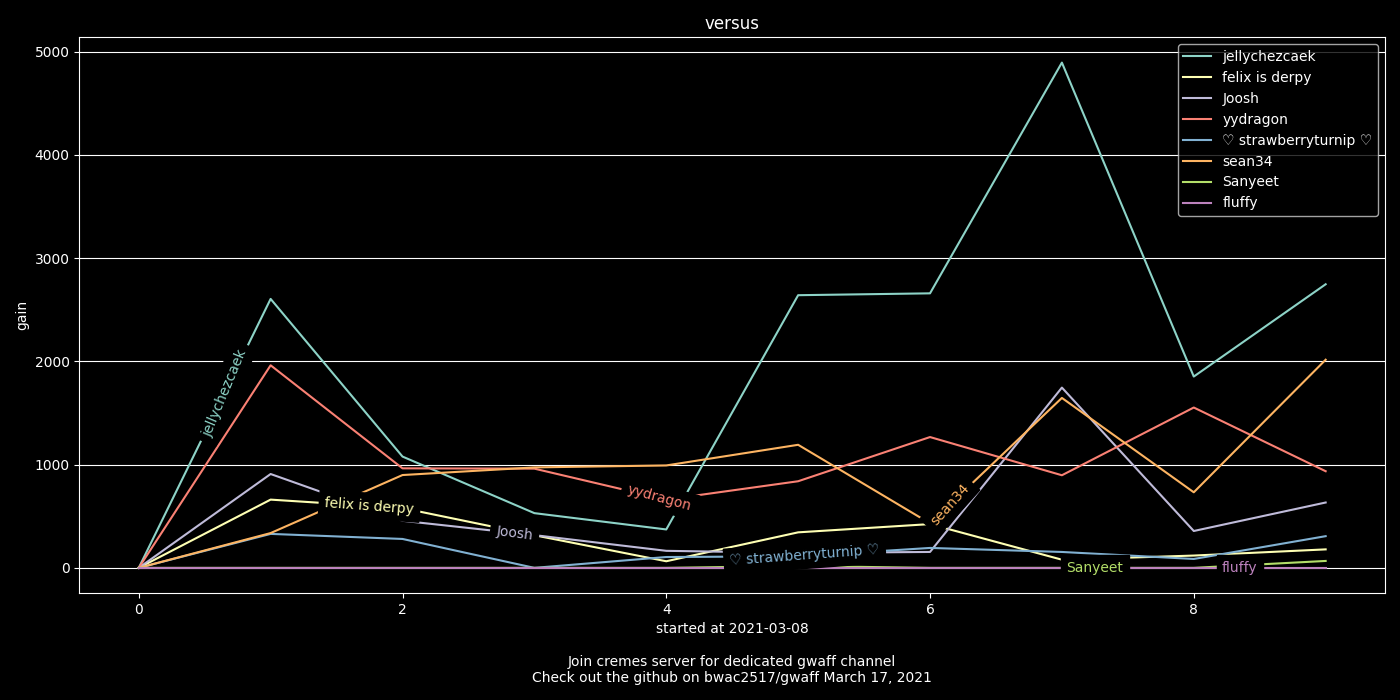 versus
5000
4000
3000
2000
1000
0
gain
jellychezcaek
felix is derpy
Joosh
yydragon
♡ strawberryturnip ♡
sean34
Sanyeet
fluffy
jellychezcaek
felix is derpy
Joosh
yydragon
♡ strawberryturnip ♡
sean34
Sanyeet
fluffy
0 2 4 6 8
started at 2021-03-08
Join cremes server for dedicated gwaff channel
Check out the github on bwac2517/gwaff March 17, 2021